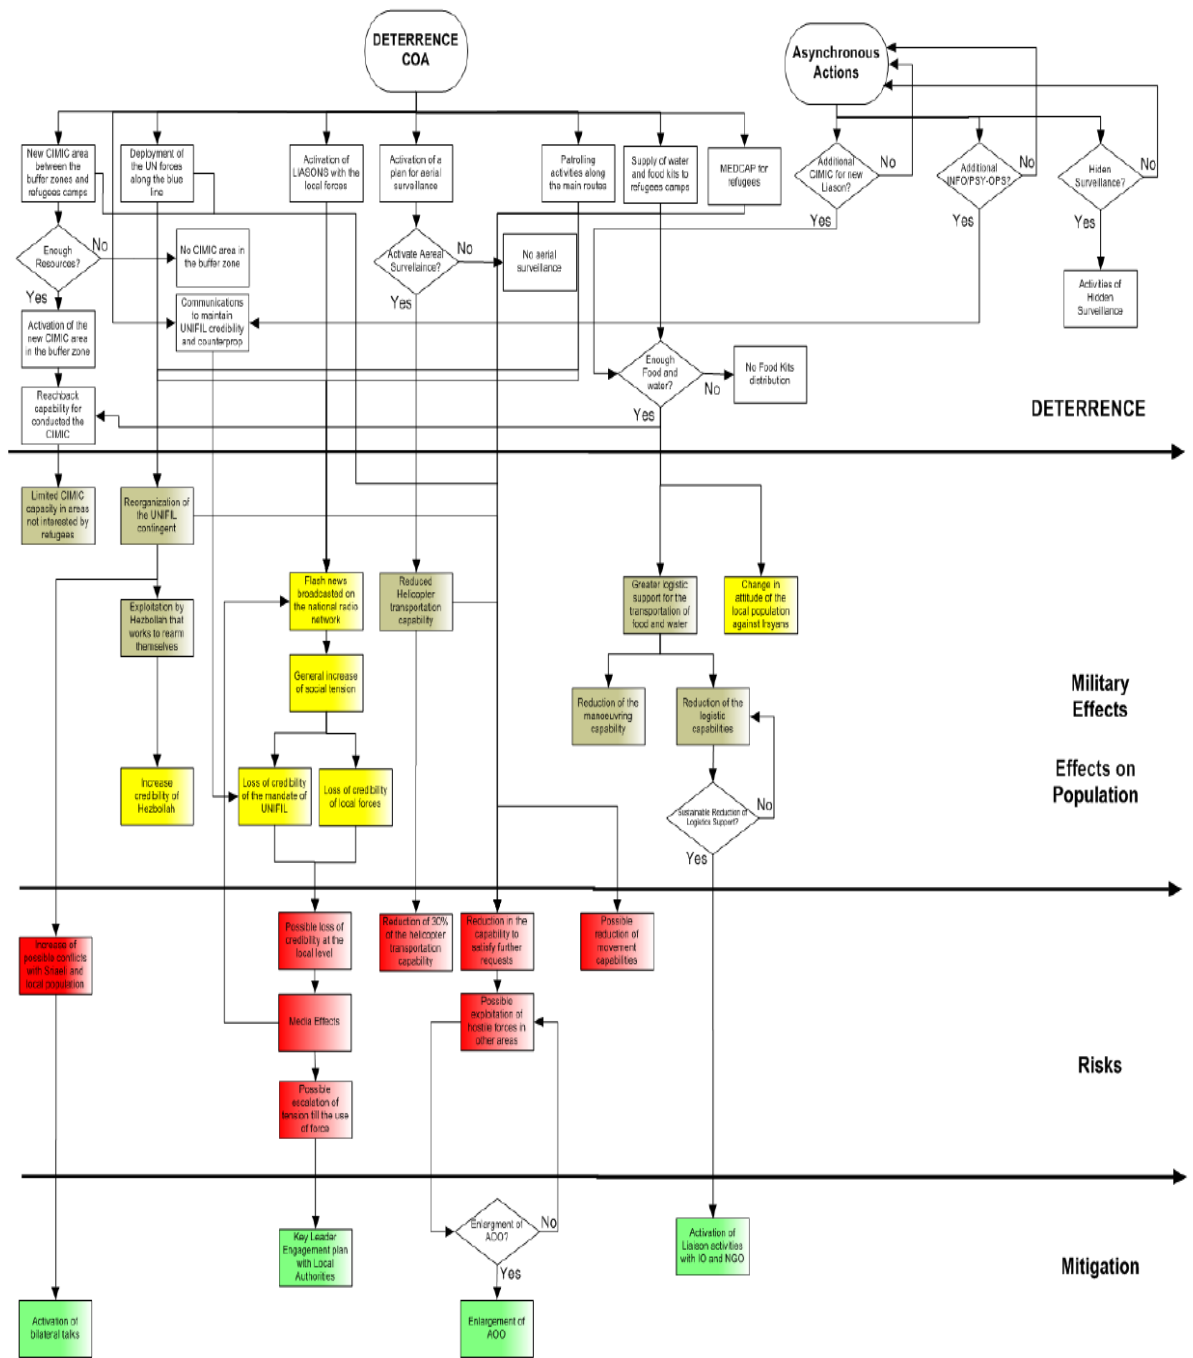 DETERRENCE
COA
Asynchronous
Actions
New CIMIC area
between the
buffer zones and
refugees camps
Deployment of
the UN forces
along the blue
line
Activation of
LIASONS with the
local forces
Activation of a
plan for aerial
surveillance
Patrolling
activities along
the main routes
Supply of water
and food kits to
refugees camps
MEDCAP for
refugees
Additional
CIMIC for new
Liason?
No
Yes
Additional
INFO/PSY-OPS?
No
Yes
Hiden
Surveillance?
No
Yes
Enough
Resources?
No
Yes
No CIMIC area in
the buffer zone
Activate Aereal
Surveillance?
No
Yes
No aerial
surveillance
Activities of
Hidden
Surveillance
Communications
to maintain
UNIFIL credibility
and counterprop
Activation of the
new CIMIC area
in the buffer zone
Enough
Food and
water?
No
Yes
No Food Kits
distribution
Reachback
capability for
conducted the
CIMIC
DETERRENCE
Limited CIMIC
capacity in areas
not interested by
refugees
Reorganization of
the UNIFIL
contingent
Exploitation by
Hezbollah that
works to rearm
themselves
Flash news
broadcasted on
the national radio
network
Reduced
Helicopter
transportation
capability
Greater logistic
support for the
transportation of
food and water
Change in
attitude of the
local population
against Irayans
General increase
of social tension
Reduction of the
manoeuvring
capability
Reduction of the
logistic
capabilities
Military
Effects
Increase
credibility of
Hezbollah
Loss of credibility
of the mandate of
UNIFIL
Loss of credibility
of local forces
Sustainable Reduction of
Logistics Support?
No
Yes
Effects on
Population
Increase of
possible conflicts
with Sraeli and
local population
Possible loss of
credibility at the
local level
Reduction of 30%
of the helicopter
transportation
capability
Reduction in the
capability to
satisfy further
requests
Possible
reduction of
movement
capabilities
Media Effects
Possible
exploitation of
hostile forces in
other areas
Possible
escalation of
tension till the use
of force
Risks
Key Leader
Engagement plan
with Local
Authorities
Enlargment of
AOO?
No
Yes
Activation of
Liaison activities
with IO and NGO
Mitigation
Activation of
bilateral talks
Enlargement of
AOO